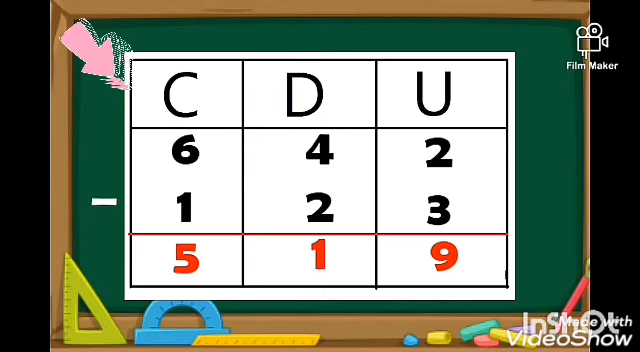 Film Maker
C D U
6 4 2
- 1 2 3
5 1 9
InShOt
Made with
VideoShow